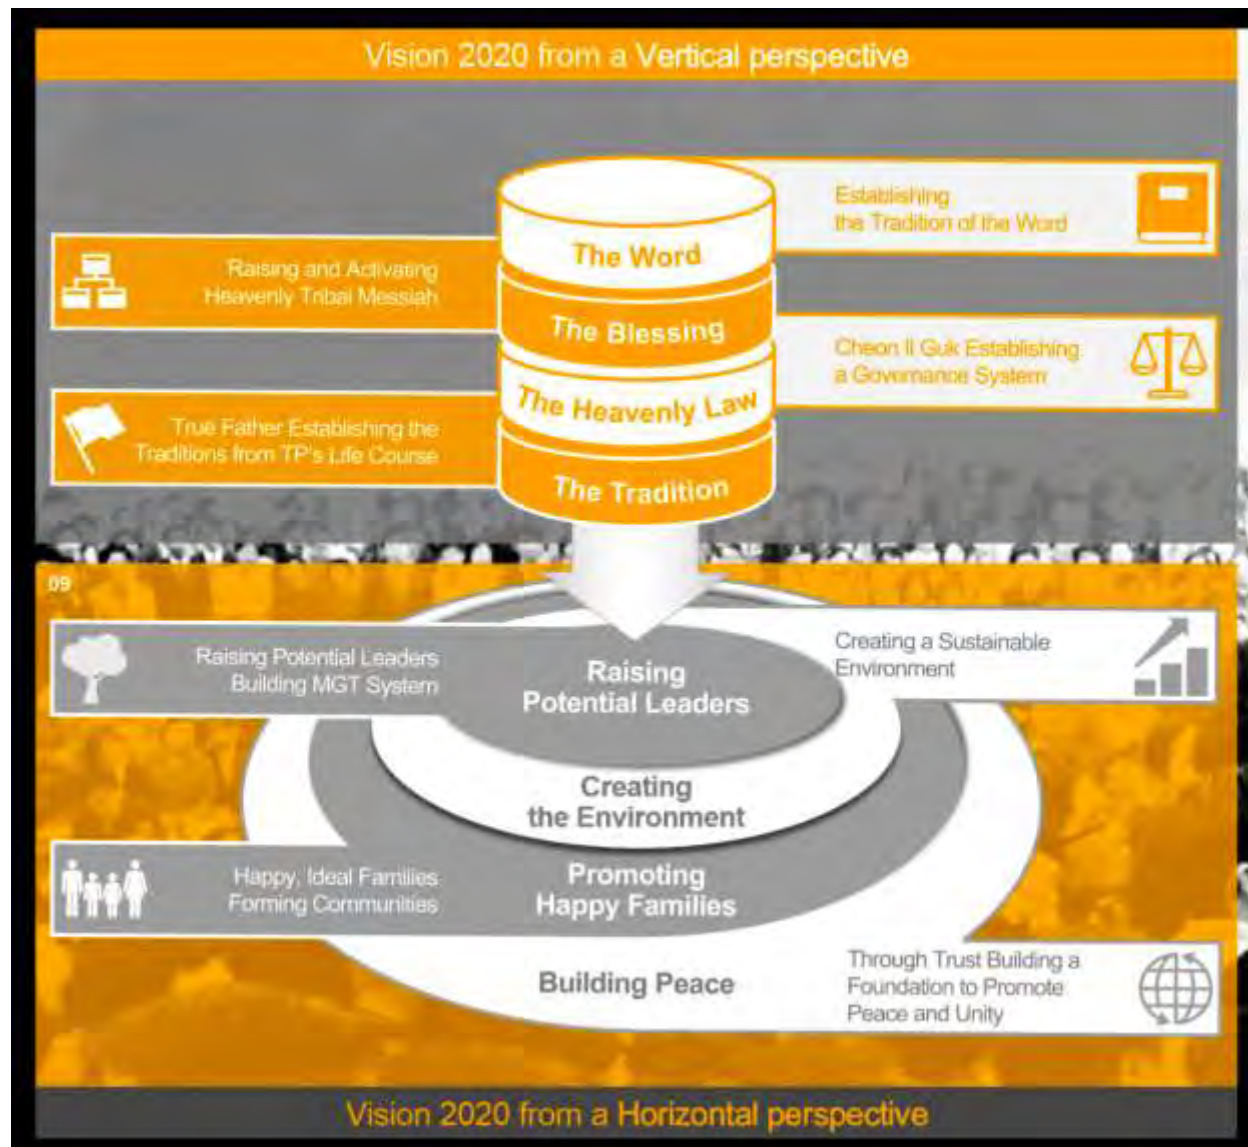 Vision 2020 from a Vertical perspective
Establishing
the Tradition of the Word
The Word
Raising and Activating
Heavenly Tribal Messiah
The Blessing
Cheon Il Guk Establishing
a Governance System
The Heavenly Law
True Father Establishing the
Traditions from TP's Life Course
The Tradition
09
Raising Potential Leaders
Building MGT System
Raising
Potential Leaders
Creating a Sustainable
Environment
Creating
the Environment
Happy, Ideal Families
Forming Communities
Promoting
Happy Families
Building Peace
Through Trust Building a
Foundation to Promote
Peace and Unity
Vision 2020 from a Horizontal perspective